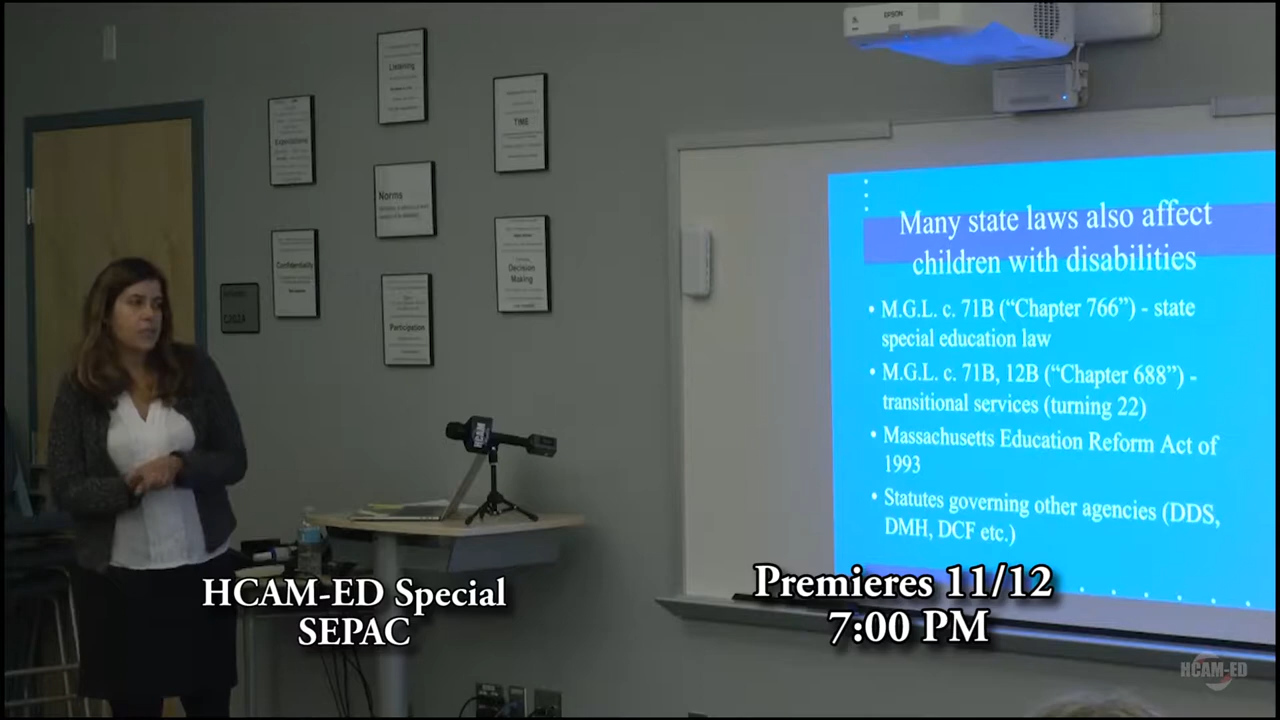 EPSON
Listening
TIME
Expectations
Norms
Confidentiality
Decision
Making
Participation
C202A
HCAM
Many state laws also affect
children with disabilities
• M.G.L. c. 71B (“Chapter 766”) - state
special education law
• M.G.L. c. 71B, 12B (“Chapter 688”) -
transitional services (turning 22)
• Massachusetts Education Reform Act of
1993
• Statutes governing other agencies (DDS,
DMH, DCF etc.)
HCAM-ED Special
SEPAC
Premieres 11/12
7:00 PM
HCAM-ED